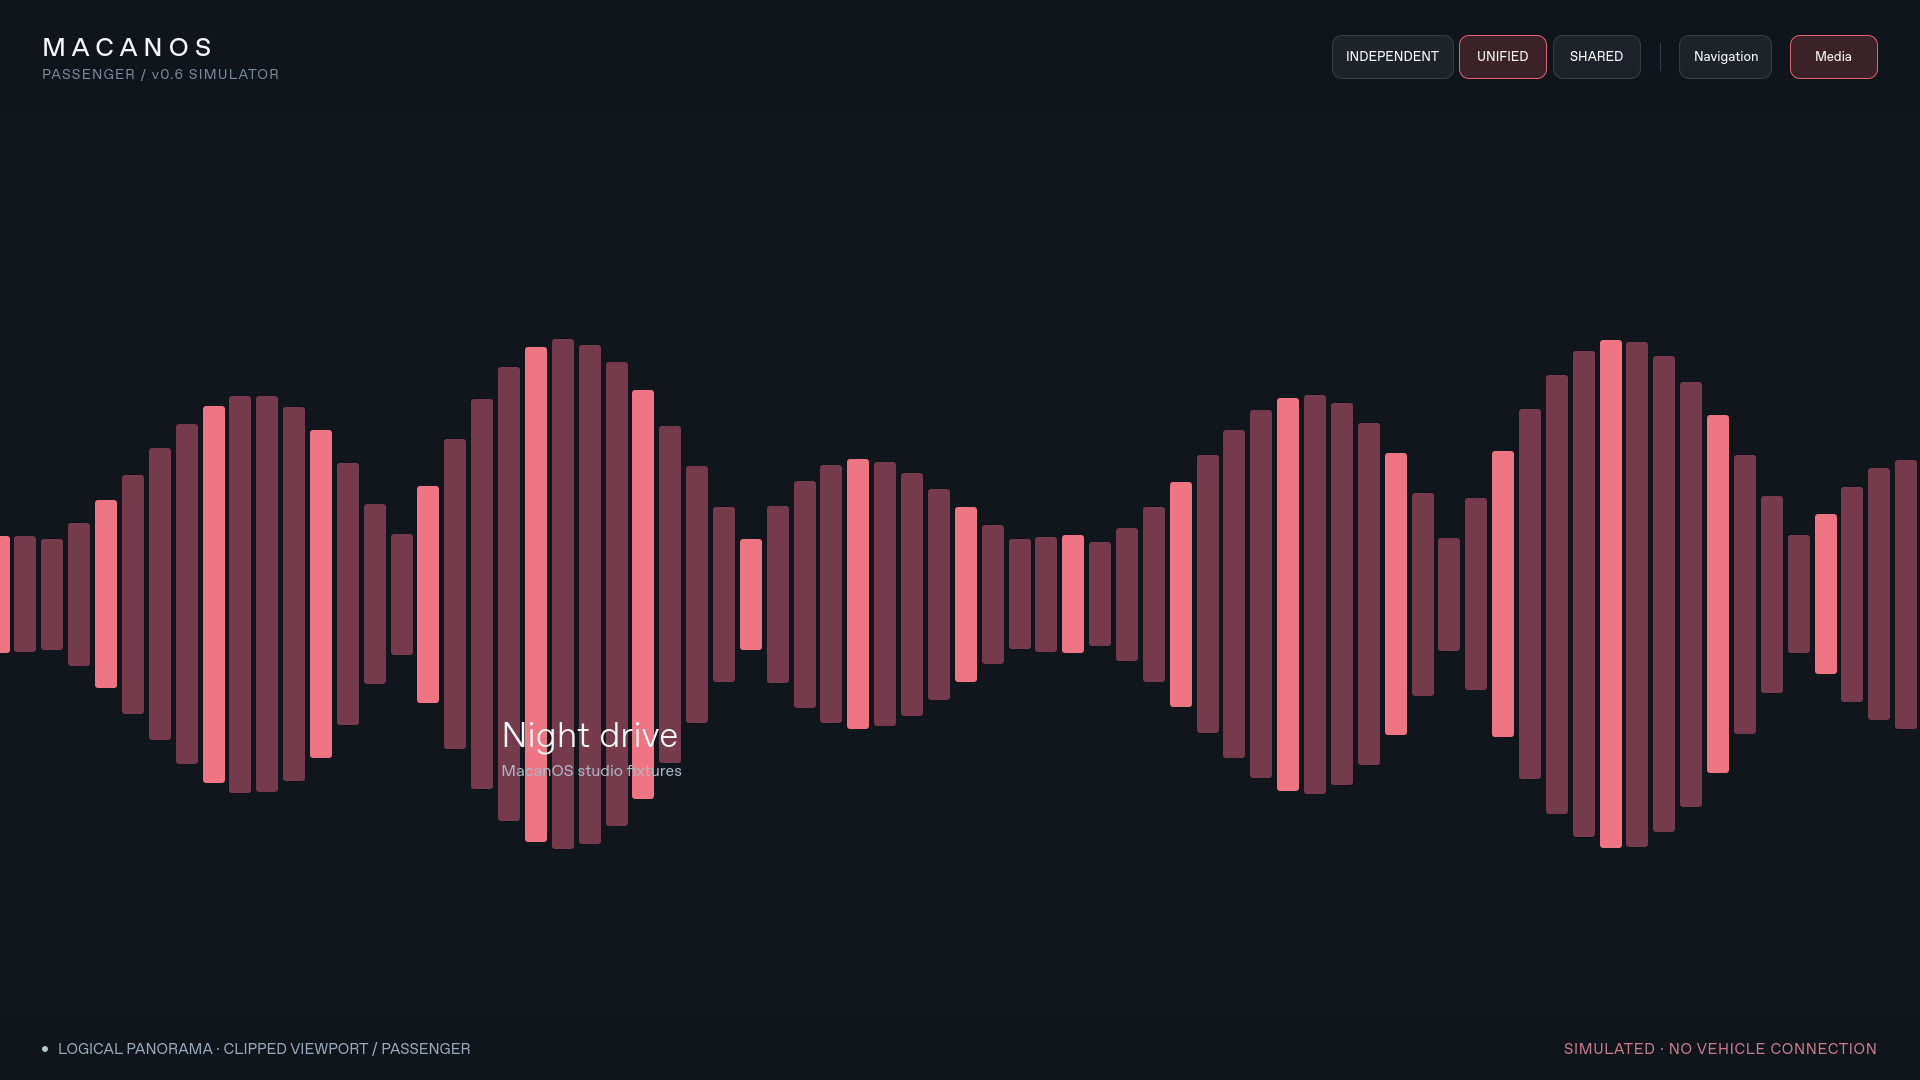 MACANOS
PASSENGER / v0.6 SIMULATOR
INDEPENDENT
UNIFIED
SHARED
Navigation
Media
Night drive
MacanOS studio fixtures
LOGICAL PANORAMA · CLIPPED VIEWPORT / PASSENGER
SIMULATED · NO VEHICLE CONNECTION